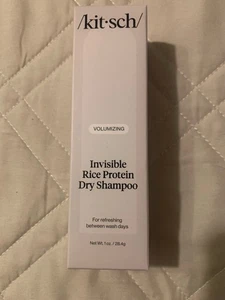 /kit·sch/
VOLUMIZING
Invisible
Rice Protein
Dry Shampoo
For refreshing
between wash days
Net Wt. 1 oz. / 28.4g